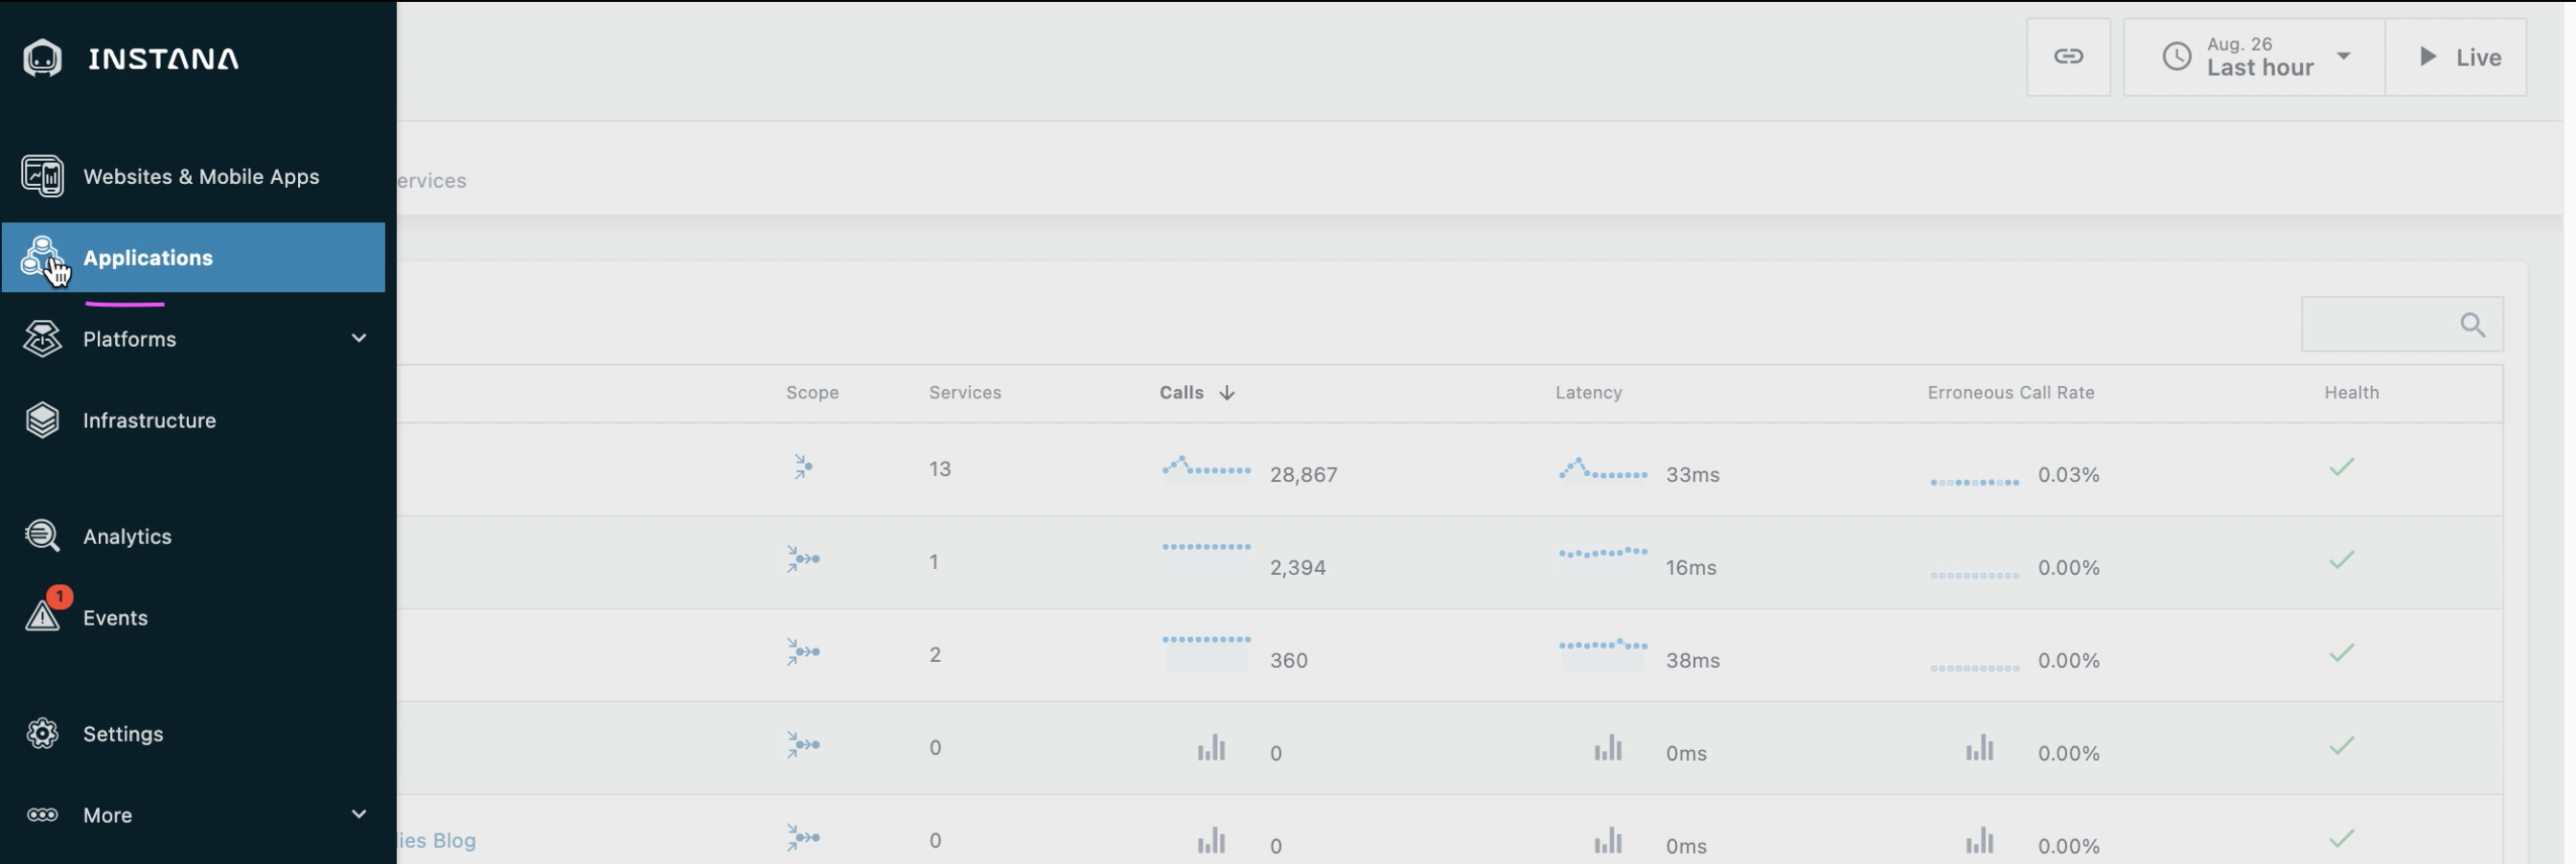 INSTANA
Websites & Mobile Apps
Applications
Platforms
Infrastructure
Analytics
1
Events
Settings
More
Aug. 26
Last hour
Live
ervices
Scope Services Calls Latency Erroneous Call Rate Health
13 28,867 33ms 0.03%
1 2,394 16ms 0.00%
2 360 38ms 0.00%
0 0 0ms 0.00%
ies Blog 0 0 0ms 0.00%